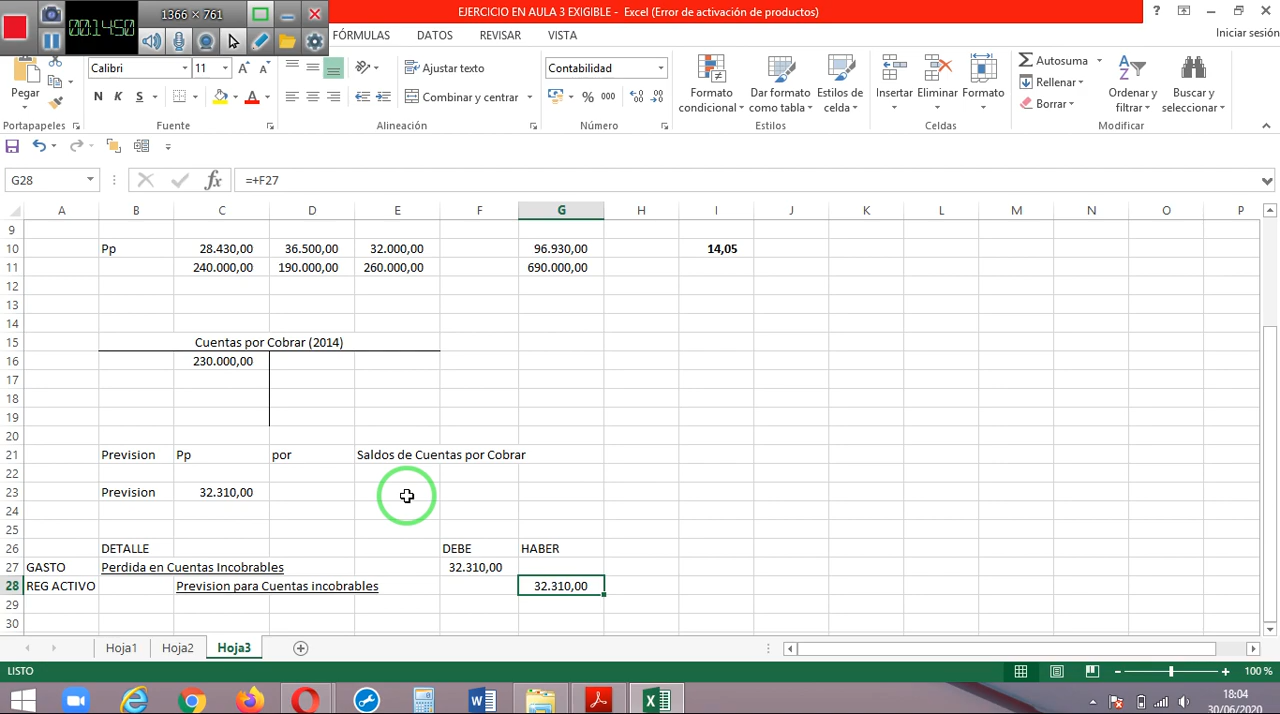 1366 × 761
00:14:50
EJERCICIO EN AULA 3 EXIGIBLE - Excel (Error de activación de productos)
FÓRMULAS DATOS REVISAR VISTA
Iniciar sesión
Pegar
Calibri 11
N K S
Ajustar texto
Combinar y centrar
Contabilidad
% 000
Formato condicional
Dar formato como tabla
Estilos de celda
Insertar Eliminar Formato
Autosuma
Rellenar
Borrar
Ordenar y filtrar
Buscar y seleccionar
Portapapeles Fuente Alineación Número Estilos Celdas Modificar
G28 fx =+F27
A B C D E F G H I J K L M N O P
9
10 Pp 28.430,00 36.500,00 32.000,00 96.930,00 14,05
11 240.000,00 190.000,00 260.000,00 690.000,00
12
13
14
15 Cuentas por Cobrar (2014)
16 230.000,00
17
18
19
20
21 Prevision Pp por Saldos de Cuentas por Cobrar
22
23 Prevision 32.310,00
24
25
26 DETALLE DEBE HABER
27 GASTO Perdida en Cuentas Incobrables 32.310,00
28 REG ACTIVO Prevision para Cuentas incobrables 32.310,00
29
30
Hoja1 Hoja2 Hoja3
LISTO
100 %
18:04
30/06/2020